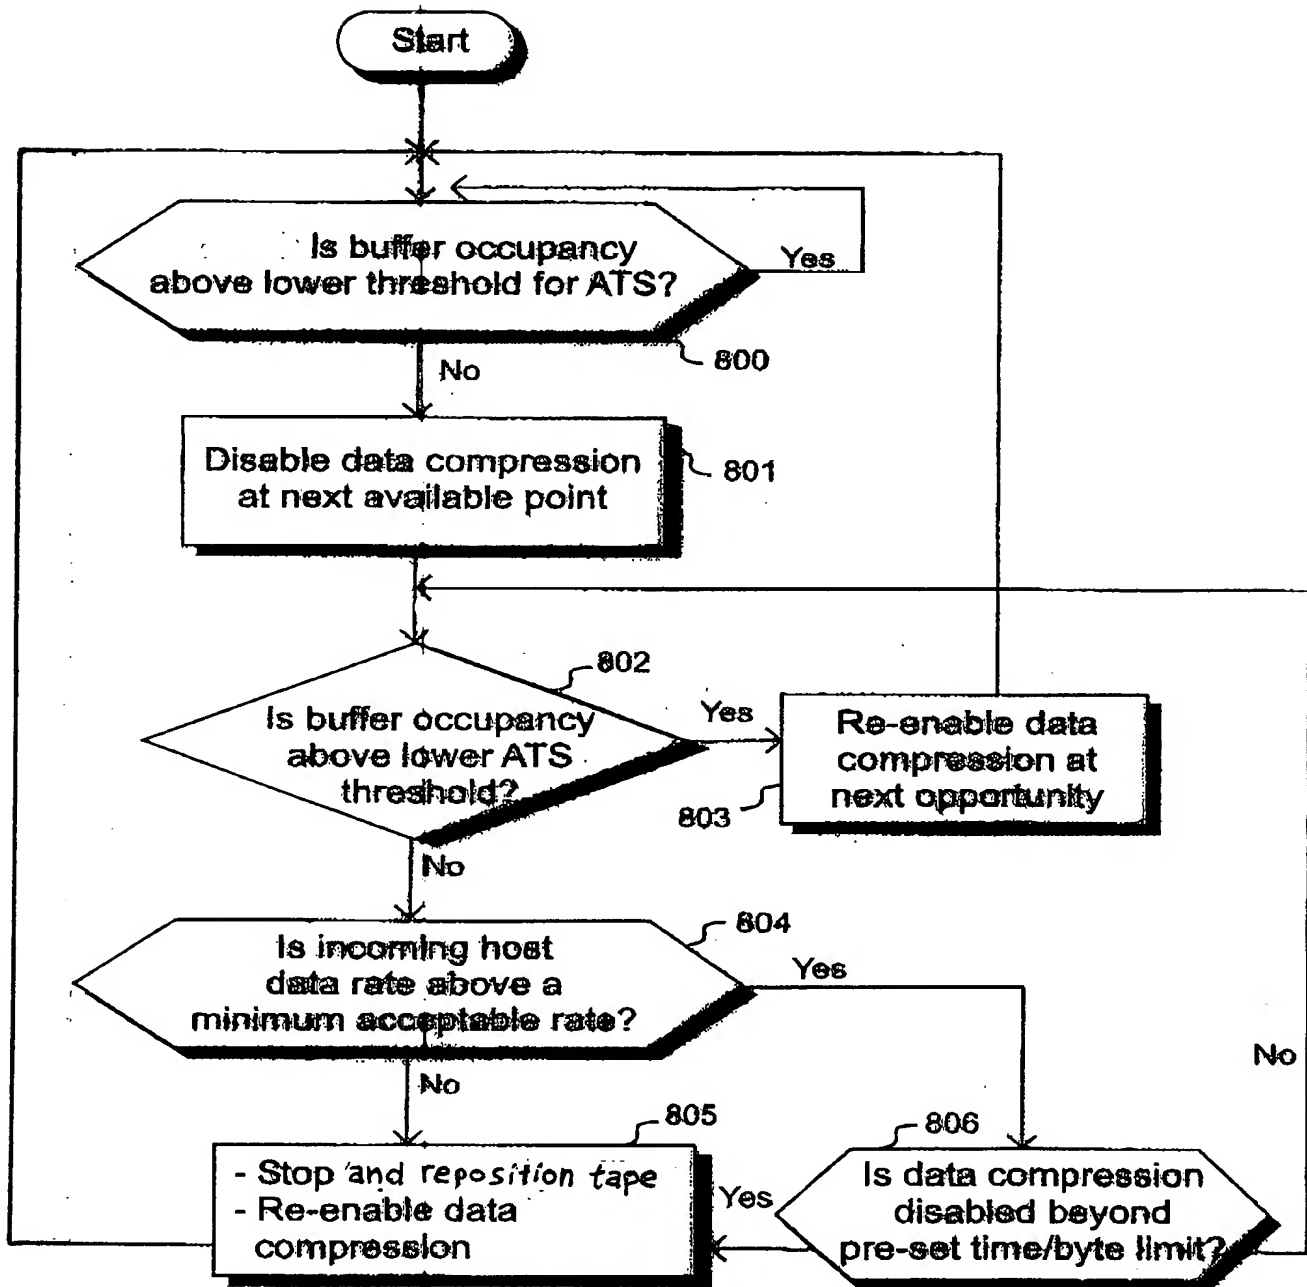 Start
Is buffer occupancy
above lower threshold for ATS?
Yes
800
No
Disable data compression
at next available point
801
802
Is buffer occupancy
above lower ATS
threshold?
Yes
Re-enable data
compression at
next opportunity
803
No
804
Is incoming host
data rate above a
minimum acceptable rate?
Yes
No
No
805
- Stop and reposition tape
- Re-enable data
compression
Yes
806
Is data compression
disabled beyond
pre-set time/byte limit?